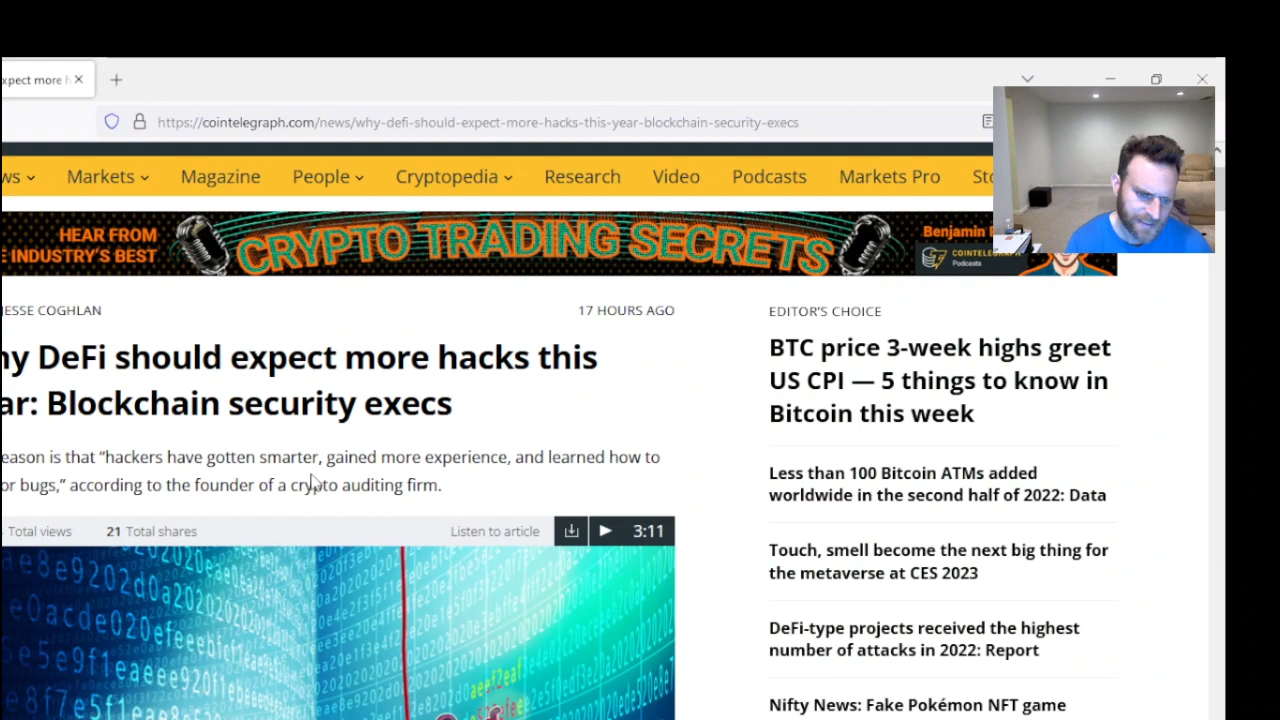 xpect more h
https://cointelegraph.com/news/why-defi-should-expect-more-hacks-this-year-blockchain-security-execs
ws Markets Magazine People Cryptopedia Research Video Podcasts Markets Pro Sto
HEAR FROM
E INDUSTRY'S BEST
CRYPTO TRADING SECRETS
Benjamin
COINTELEGRAPH
Podcasts
JESSE COGHLAN 17 HOURS AGO
hy DeFi should expect more hacks this
ar: Blockchain security execs
eason is that “hackers have gotten smarter, gained more experience, and learned how to
or bugs,” according to the founder of a crypto auditing firm.
Total views 21 Total shares Listen to article 3:11
EDITOR’S CHOICE
BTC price 3-week highs greet
US CPI — 5 things to know in
Bitcoin this week
Less than 100 Bitcoin ATMs added
worldwide in the second half of 2022: Data
Touch, smell become the next big thing for
the metaverse at CES 2023
DeFi-type projects received the highest
number of attacks in 2022: Report
Nifty News: Fake Pokémon NFT game